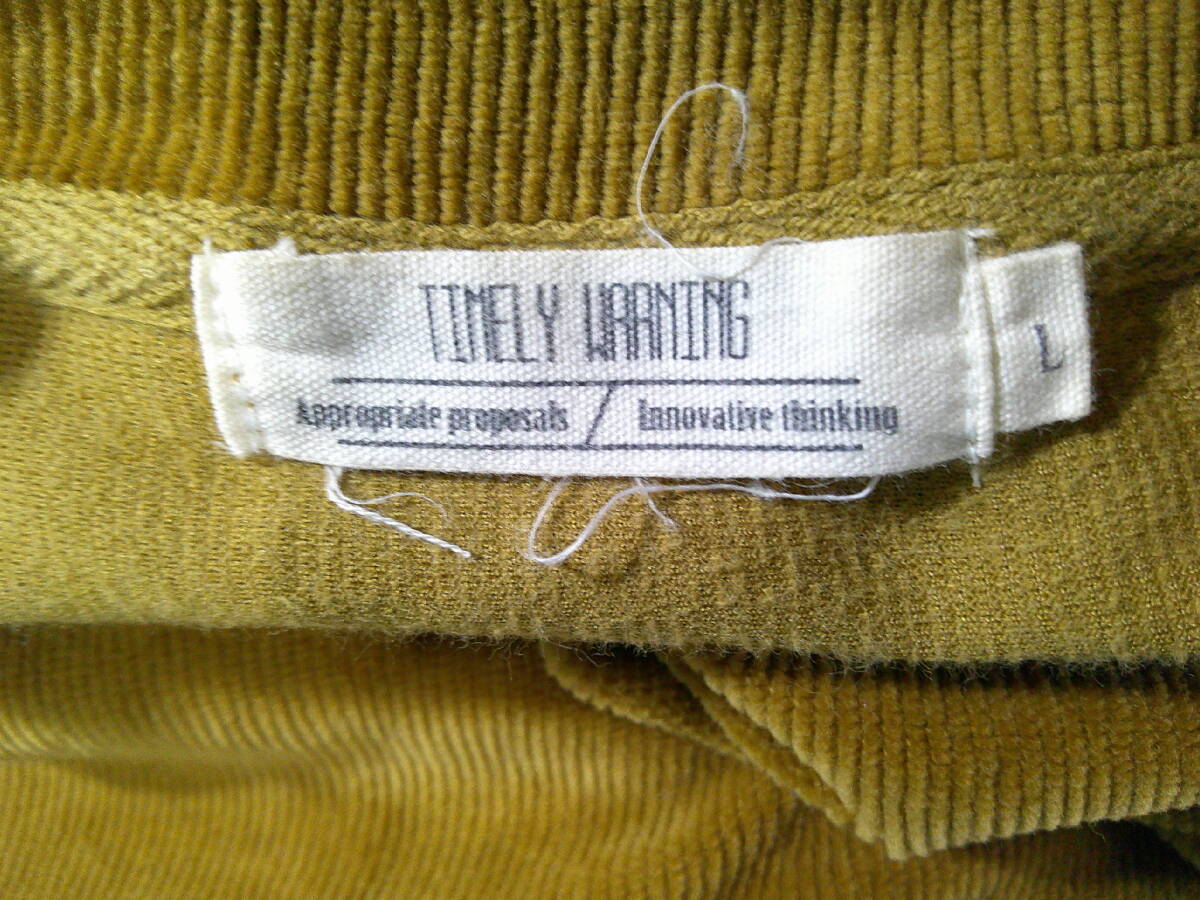 TIMELY WARNING
Appropriate proposals / Innovative thinking
L